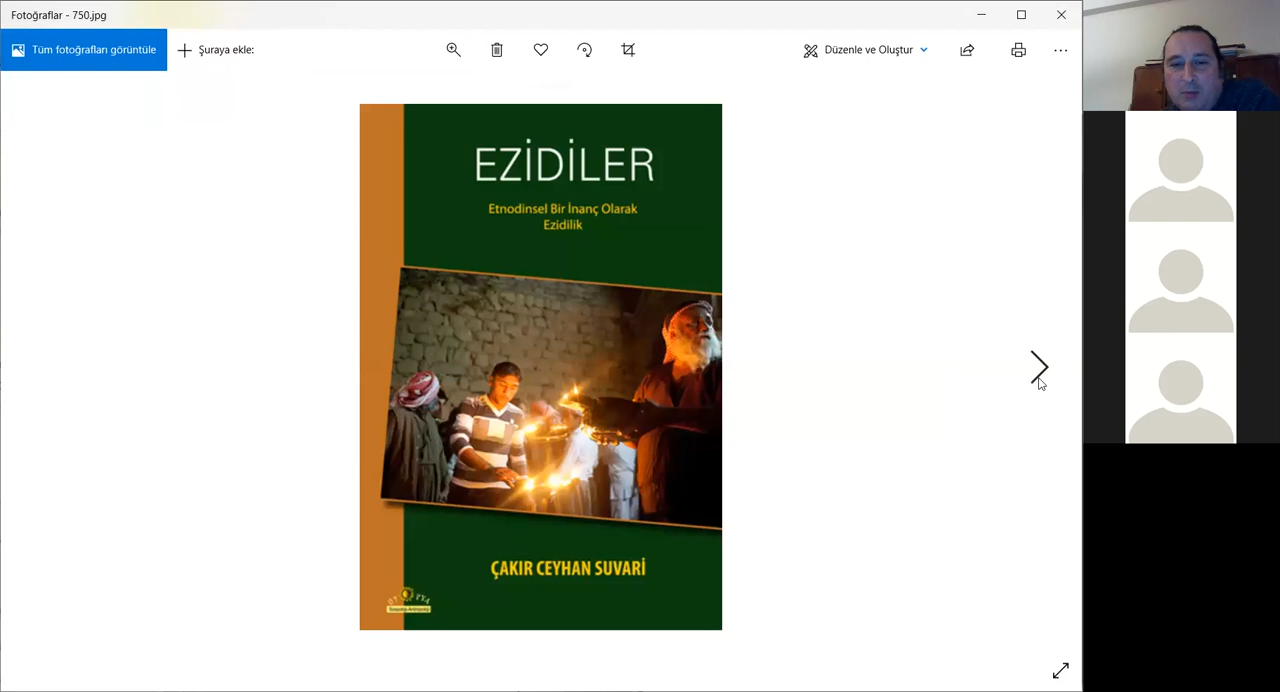 Fotoğraflar - 750.jpg
Tüm fotoğrafları görüntüle
Şuraya ekle:
Düzenle ve Oluştur
EZİDİLER
Etnodinsel Bir İnanç Olarak
Ezidilik
ÇAKIR CEYHAN SUVARİ